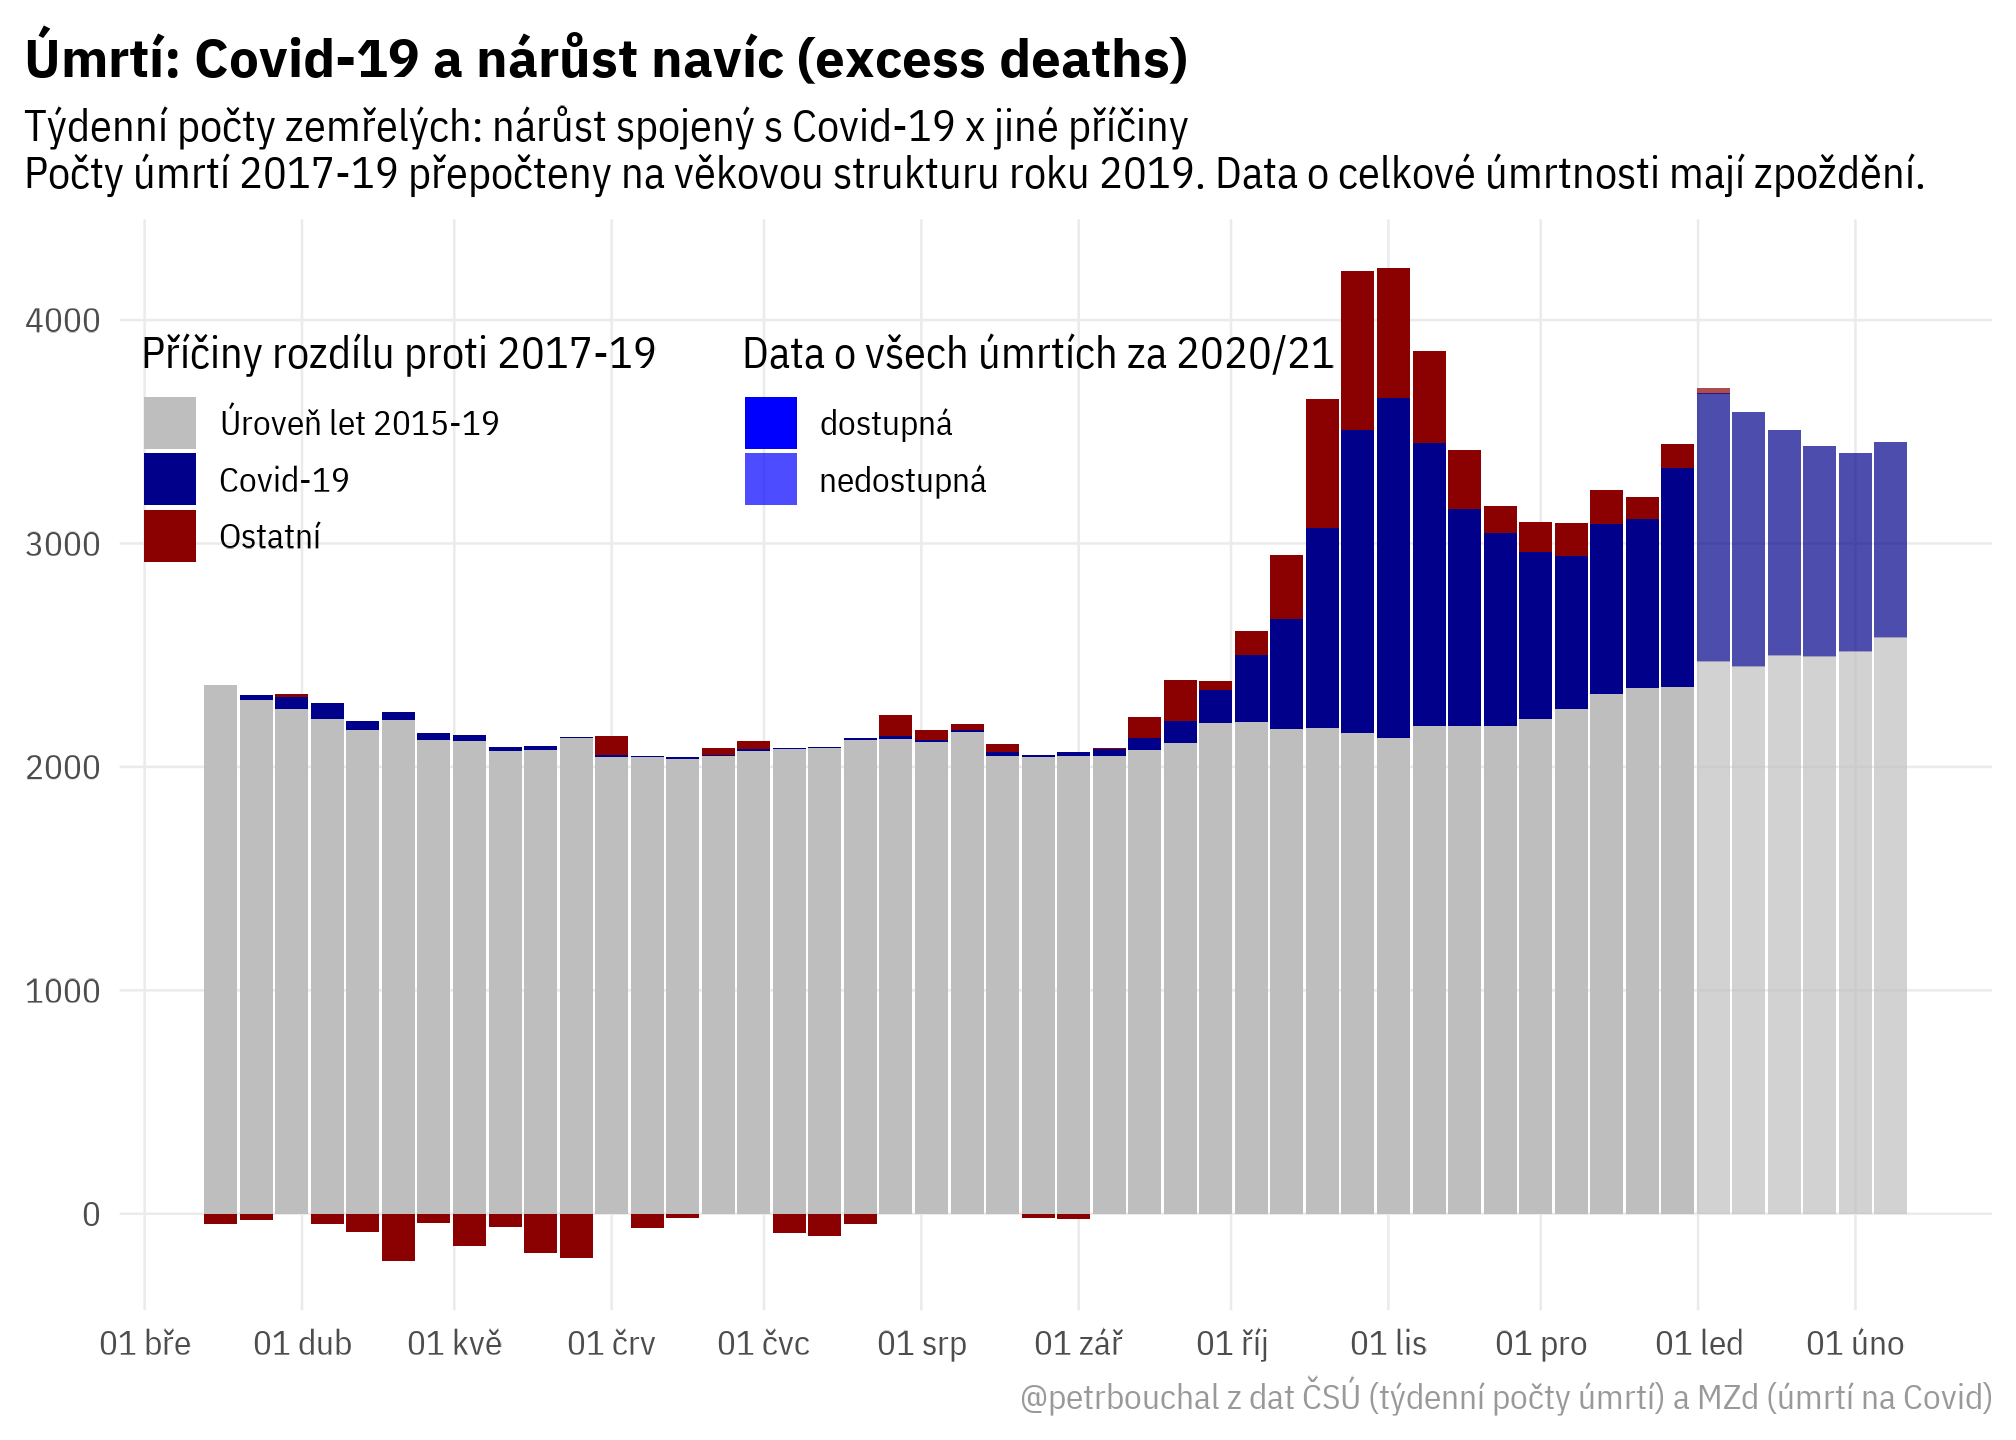 Úmrtí: Covid-19 a nárůst navíc (excess deaths)
Týdenní počty zemřelých: nárůst spojený s Covid-19 x jiné příčiny
Počty úmrtí 2017-19 přepočteny na věkovou strukturu roku 2019. Data o celkové úmrtnosti mají zpoždění.
4000
3000
2000
1000
0
Příčiny rozdílu proti 2017-19
Úroveň let 2015-19
Covid-19
Ostatní
Data o všech úmrtích za 2020/21
dostupná
nedostupná
01 bře 01 dub 01 kvě 01 črv 01 čvc 01 srp 01 zář 01 říj 01 lis 01 pro 01 led 01 úno
@petrbouchal z dat ČSÚ (týdenní počty úmrtí) a MZd (úmrtí na Covid)